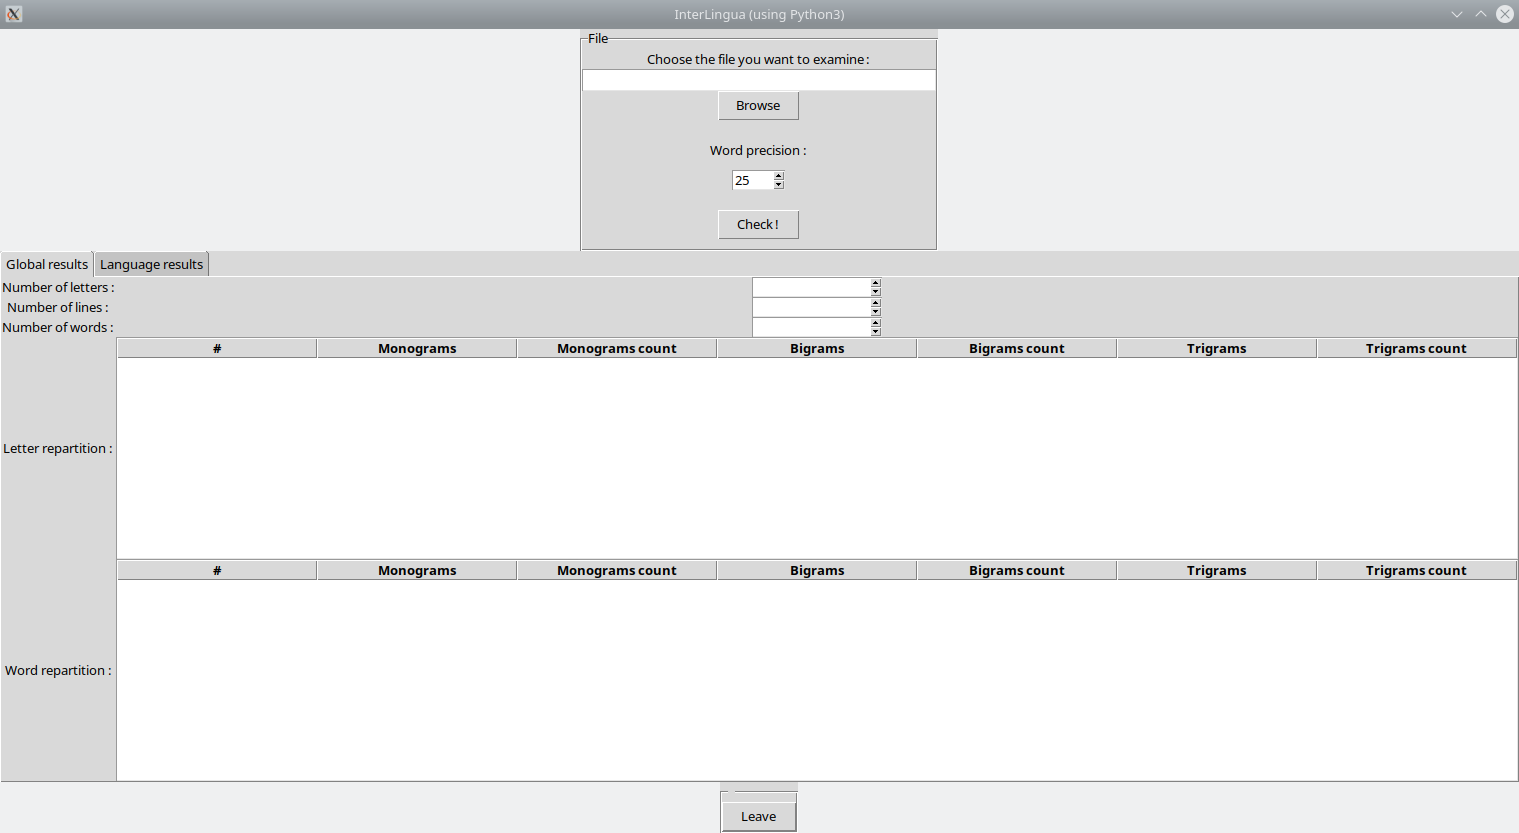 InterLingua (using Python3)
File
Choose the file you want to examine :
Browse
Word precision :
25
Check !
Global results Language results
Number of letters :
Number of lines :
Number of words :
# Monograms Monograms count Bigrams Bigrams count Trigrams Trigrams count
Letter repartition :
# Monograms Monograms count Bigrams Bigrams count Trigrams Trigrams count
Word repartition :
Leave